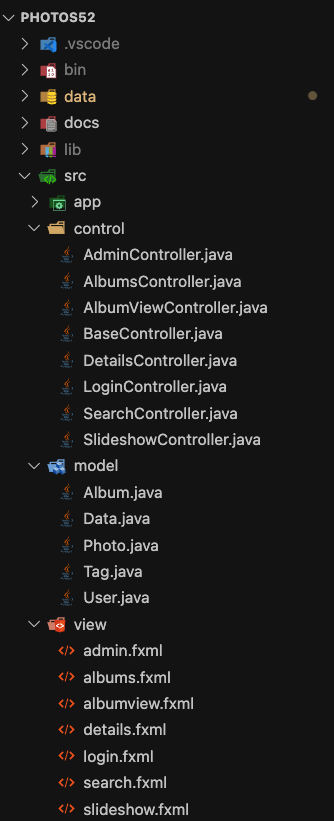 PHOTOS52
.vscode
bin
data
docs
lib
src
app
control
AdminController.java
AlbumsController.java
AlbumViewController.java
BaseController.java
DetailsController.java
LoginController.java
SearchController.java
SlideshowController.java
model
Album.java
Data.java
Photo.java
Tag.java
User.java
view
admin.fxml
albums.fxml
albumview.fxml
details.fxml
login.fxml
search.fxml
slideshow.fxml